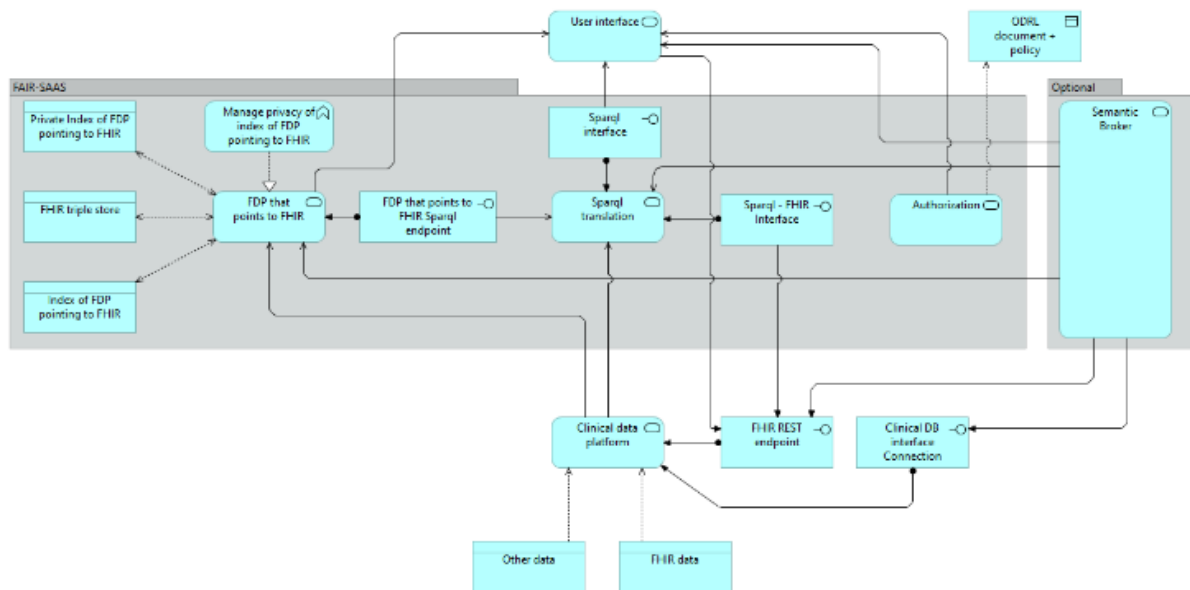 User interface
ODRL
document +
policy
FAIR-SAAS
Optional
Private Index of FDP
pointing to FHIR
Manage privacy of
index of FDP
pointing to FHIR
Sparql
interface
Semantic
Broker
FHIR triple store
FDP that
points to FHIR
FDP that points to
FHIR Sparql
endpoint
Sparql
translation
Sparql - FHIR
Interface
Authorization
Index of FDP
pointing to FHIR
Clinical data
platform
FHIR REST
endpoint
Clinical DB
interface
Connection
Other data
FHIR data